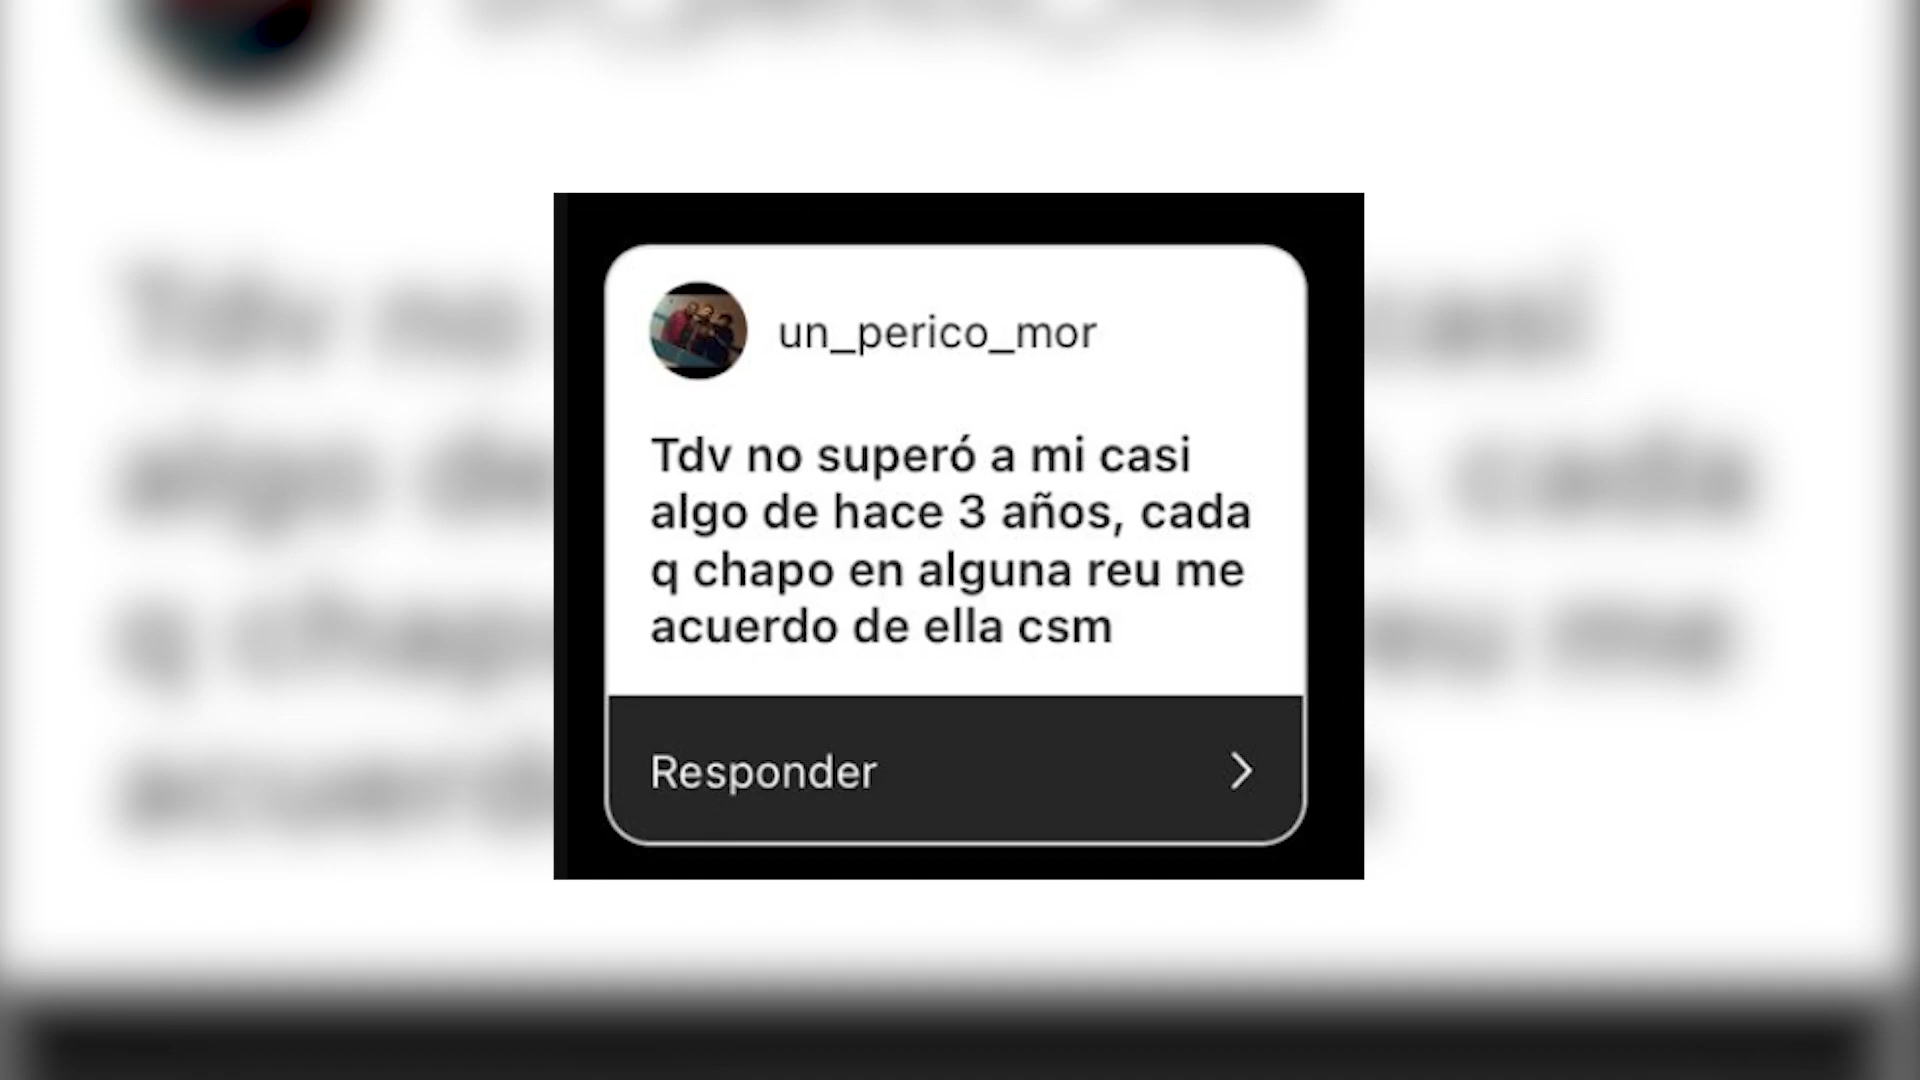 un_perico_mor
Tdv no superó a mi casi
algo de hace 3 años, cada
q chapo en alguna reu me
acuerdo de ella csm
Responder